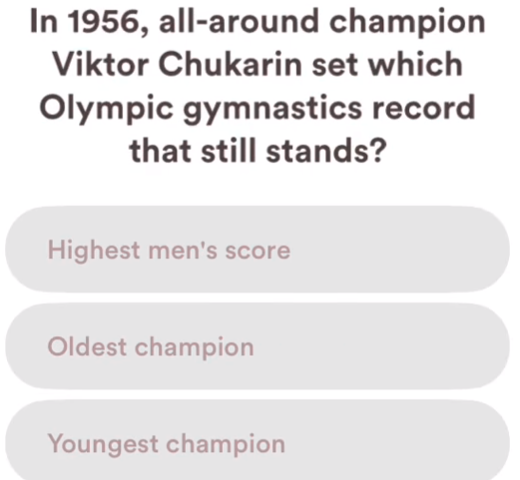 In 1956, all-around champion
Viktor Chukarin set which
Olympic gymnastics record
that still stands?
Highest men's score
Oldest champion
Youngest champion